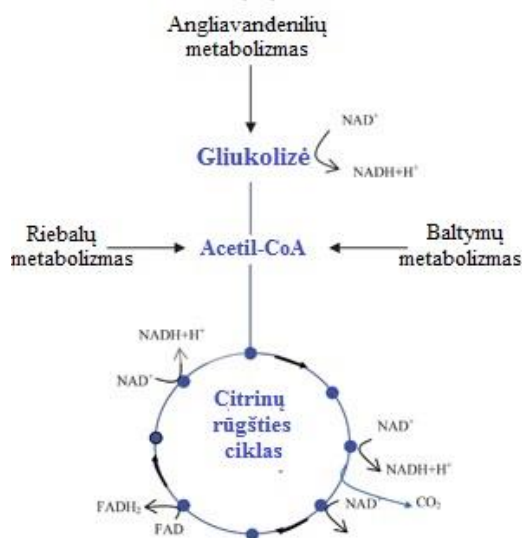 Angliavandenilių
metabolizmas
NAD⁺
Gliukolizė
NADH+H⁺
Riebalų
metabolizmas
Acetil-CoA
Baltymų
metabolizmas
NADH+H⁺
NAD⁺
Citrinų
rūgšties
ciklas
NAD⁺
NADH+H⁺
NAD⁺
CO₂
FADH₂
FAD